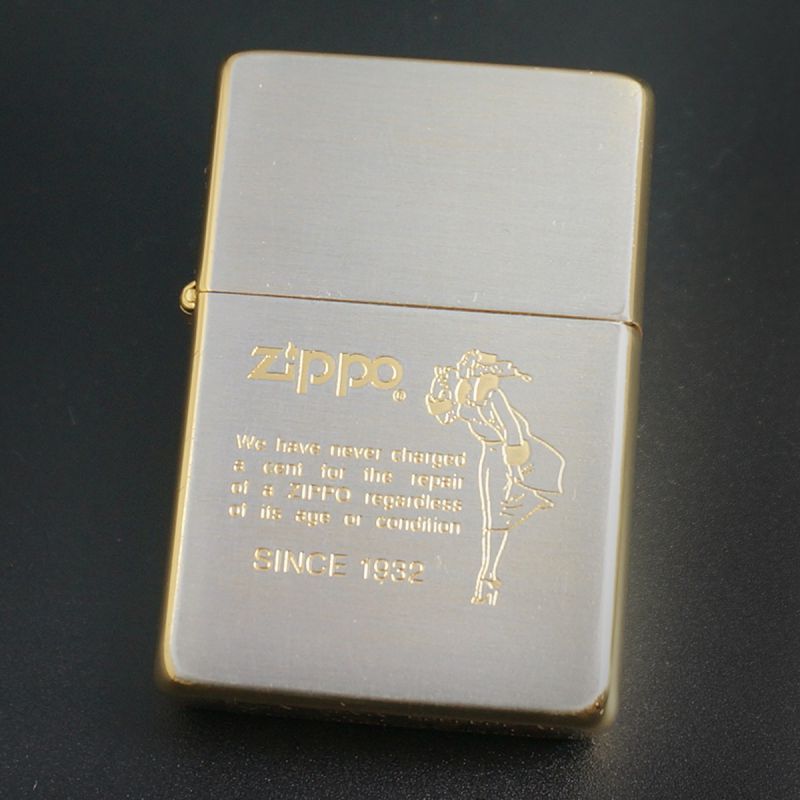 Zippo®
We have never charged
a cent for the repair
of a ZIPPO regardless
of its age or condition
SINCE 1932